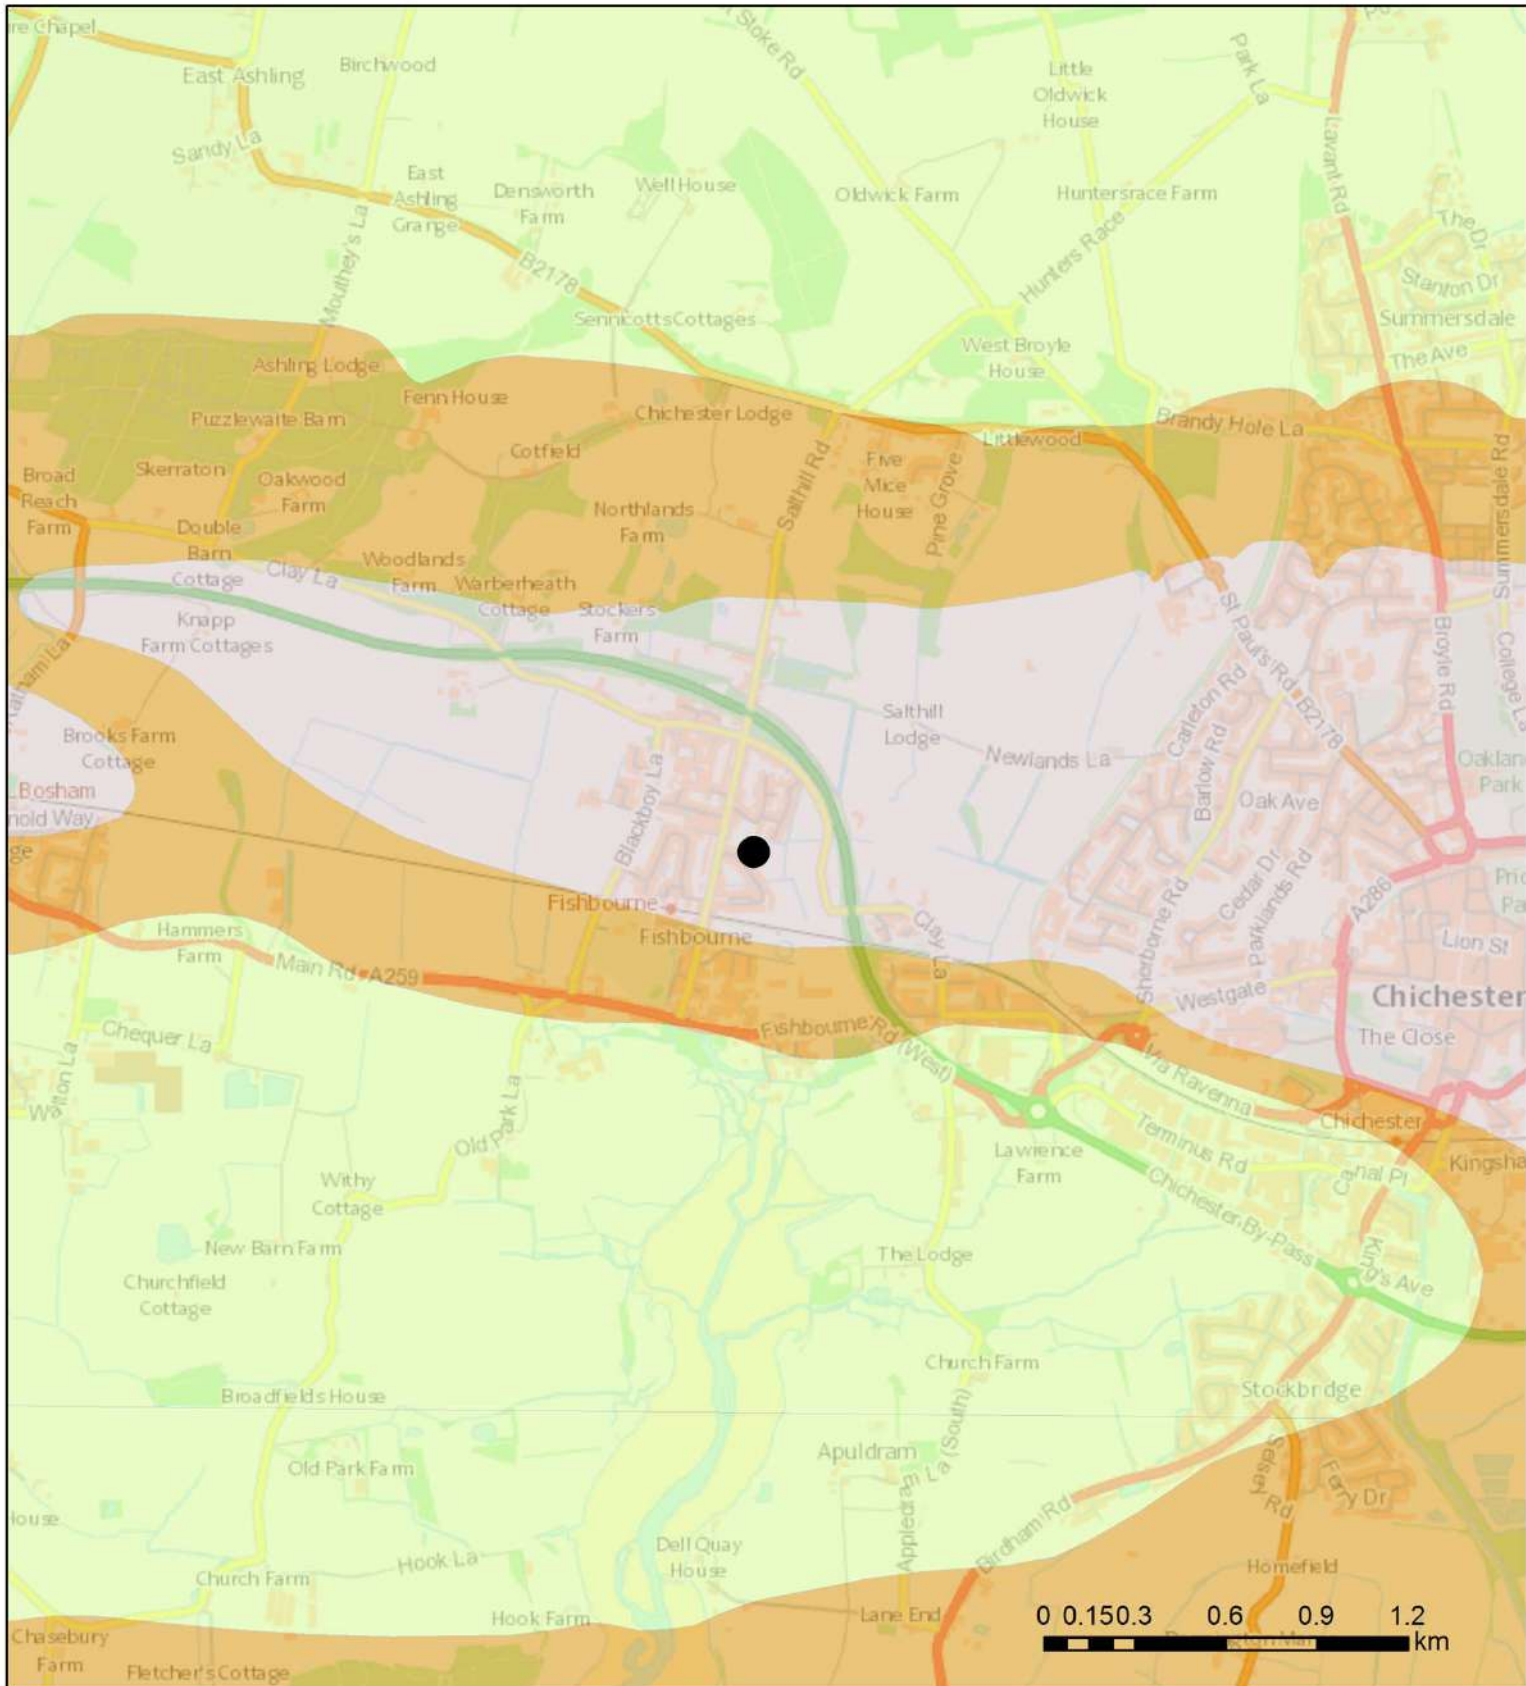 re Chapel
East Ashling
Birchwood
Stoke Rd
Little
Oldwick
House
Park La
Lavant Rd
Sandy La
East
Ashling
Grange
Densworth
Farm
Well House
Oldwick Farm
Huntersrace Farm
Mouthey's La
B2178
Hunters Race
The Dr
Stanton Dr
Summersdale
The Ave
Sennicotts Cottages
West Broyle
House
Ashling Lodge
Fenn House
Chichester Lodge
Puzzlewaite Barn
Brandy Hole La
Littlewood
Cotfield
Skerraton
Broad
Reach
Farm
Oakwood
Farm
Five
Mice
House
Salthill Rd
Pine Grove
Summersdale Rd
Northlands
Farm
Double
Barn
Cottage
Clay La
Woodlands
Farm
Warberheath
Cottage
Stockers
Farm
Knapp
Farm Cottages
Ratham La
St Paul's Rd
B2178
Broyle Rd
College La
Carleton Rd
Salthill
Lodge
Newlands La
Brooks Farm
Cottage
Bosham
nold Way
ge
Blackboy La
Barlow Rd
Oak Ave
Oaklan
Park
Cedar Dr
Parklands Rd
A286
Prio
Pa
Fishbourne
Fishbourne
Clay La
Sherborne Rd
Lion St
Hammers
Farm
Main Rd
A259
Westgate
Chichester
The Close
Chequer La
Fishbourne Rd (West)
Via Ravenna
Walton La
Old Park La
Lawrence
Farm
Terminus Rd
Chichester
Canal Pl
Kingsha
Withy
Cottage
Chichester By-Pass
New Barn Farm
The Lodge
King's Ave
Churchfield
Cottage
Church Farm
Broadfields House
Stockbridge
Old Park Farm
Apuldram
Appledram La (South)
Selsey Rd
Ferry Dr
House
Birdham Rd
Dell Quay
House
Hook La
Church Farm
Homefield
Hook Farm
Lane End
Chasebury
Farm
Fletcher's Cottage
0 0.15 0.3 0.6 0.9 1.2
km